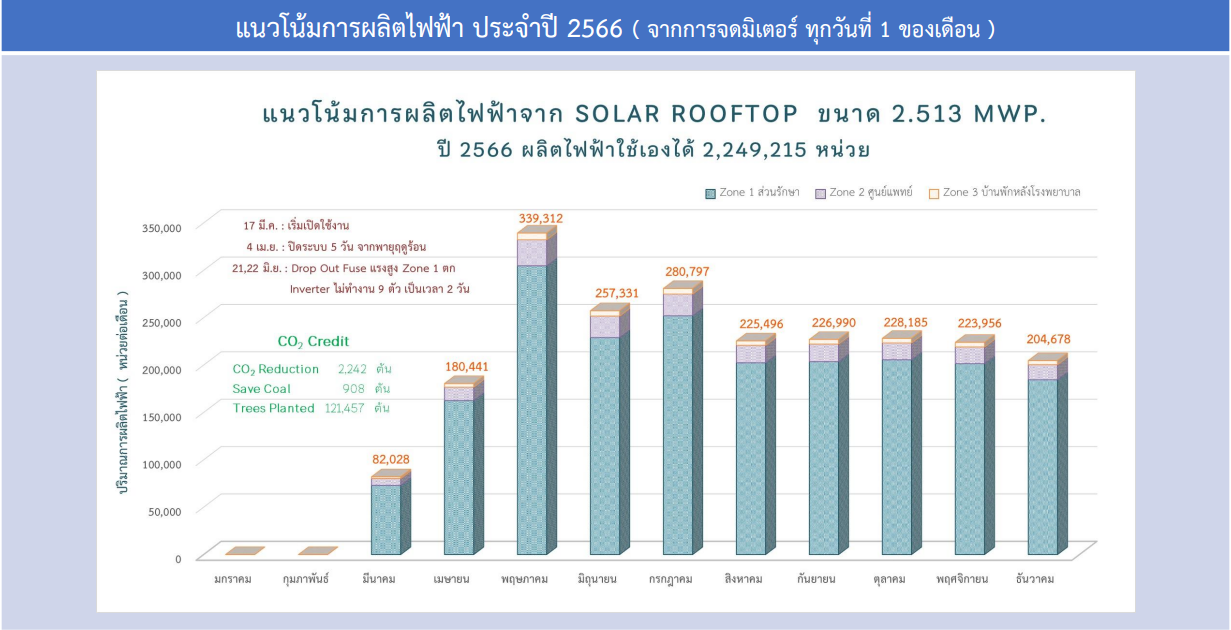 แนวโน้มการผลิตไฟฟ้า ประจำปี 2566 ( จากการจดมิเตอร์ ทุกวันที่ 1 ของเดือน )
แนวโน้มการผลิตไฟฟ้าจาก SOLAR ROOFTOP ขนาด 2.513 MWP.
ปี 2566 ผลิตไฟฟ้าใช้เองได้ 2,249,215 หน่วย
Zone 1 ส่วนรักษา Zone 2 ศูนย์แพทย์ Zone 3 บ้านพักหลังโรงพยาบาล
17 มี.ค. : เริ่มเปิดใช้งาน
4 เม.ย. : ปิดระบบ 5 วัน จากพายุฤดูร้อน
21,22 มิ.ย. : Drop Out Fuse แรงสูง Zone 1 ตก
Inverter ไม่ทำงาน 9 ตัว เป็นเวลา 2 วัน
CO₂ Credit
CO₂ Reduction 2,242 ตัน
Save Coal 908 ตัน
Trees Planted 121,457 ต้น
ปริมาณการผลิตไฟฟ้า ( หน่วยต่อเดือน )
350,000
300,000
250,000
200,000
150,000
100,000
50,000
0
82,028
180,441
339,312
257,331
280,797
225,496
226,990
228,185
223,956
204,678
มกราคม กุมภาพันธ์ มีนาคม เมษายน พฤษภาคม มิถุนายน กรกฎาคม สิงหาคม กันยายน ตุลาคม พฤศจิกายน ธันวาคม